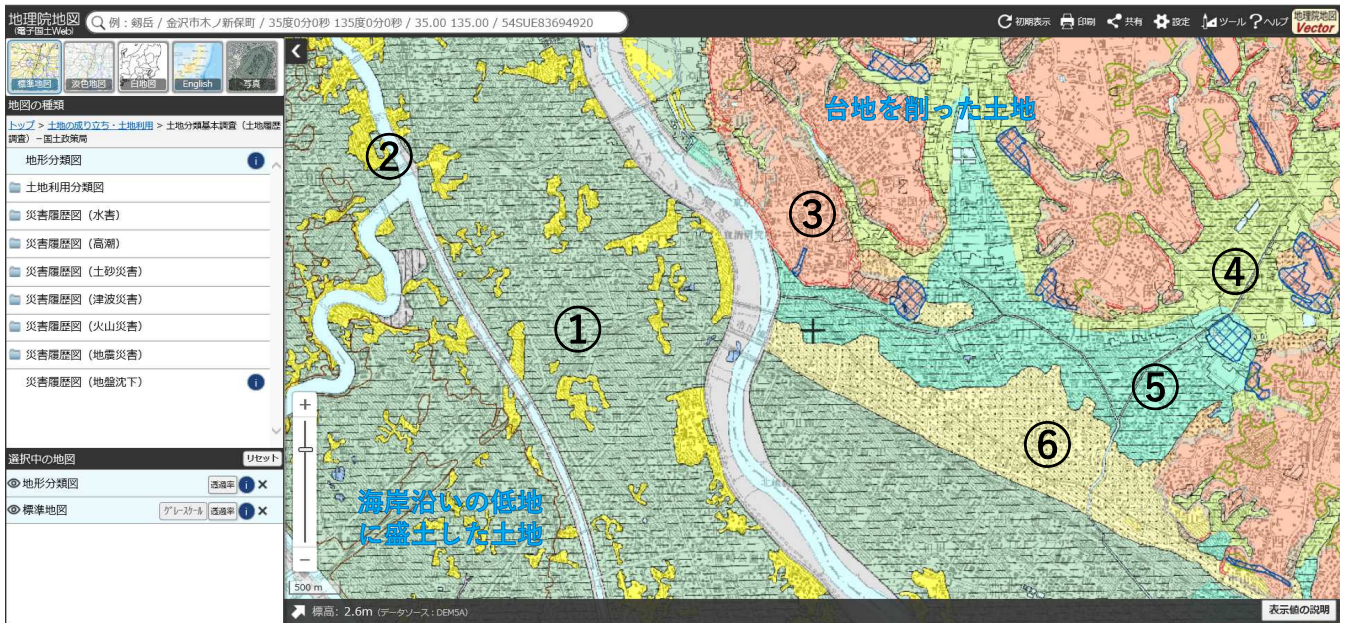 地理院地図
(電子国土Web)
例：剱岳 / 金沢市木ノ新保町 / 35度0分0秒 135度0分0秒 / 35.00 135.00 / 54SUE83694920
初期表示
印刷
共有
設定
ツール
ヘルプ
地理院地図
Vector
標準地図
淡色地図
白地図
English
写真
地図の種類
トップ > 土地の成り立ち・土地利用 > 土地分類基本調査（土地履歴
調査）－国土政策局
地形分類図
土地利用分類図
災害履歴図（水害）
災害履歴図（高潮）
災害履歴図（土砂災害）
災害履歴図（津波災害）
災害履歴図（火山災害）
災害履歴図（地震災害）
災害履歴図（地盤沈下）
選択中の地図
リセット
地形分類図
透過率
標準地図
グレースケール
透過率
台地を削った土地
②
③
④
①
⑤
⑥
海岸沿いの低地
に盛土した土地
500 m
標高: 2.6m (データソース：DEM5A)
表示値の説明